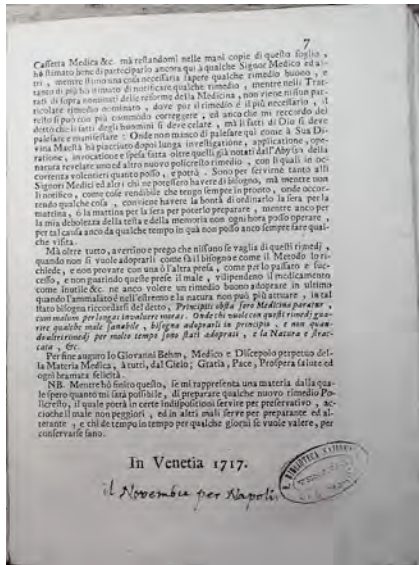 7
Cassetta Medica &c. mà restandomi nelle mani copie di questo foglio,
hò stimato bene di parteciparlo ancora quì à qualche Signor Medico ed al-
tri, mentre stimo una cosa necessaria sapere qualche rimedio buono, e
tanto di più hò stimato di notificare qualche rimedio, mentre nelli Trat-
tati di sopra nominati delle reforme della Medicina, non viene nissun par-
ticolare rimedio nominato, dove pur il rimedio è il più necessario, il
resto si può con più commodo correggere, ed anco che mi recordo del
detto che li fatti degl'huomini si deve celare, mà li fatti di Dio si deve
palesare e manifestare: Onde non manco di palesare quì come à Sua Di-
vina Maestà hà piaciuto dopò lunga investigatione, applicatione, ope-
ratione, invocatione e spesa fatta oltre quelli già notati dall'Abysso della
natura revelare uno ed altro nuovo policresto rimedio, con li quali in oc-
correnza volentieri quanto posso, e potrà. Sono per servirne tanto alli
Signori Medici ed altri chi ne potessero havere di bisogno, mà mentre non
li notifico, come cose vendibile che tengo sempre in pronto, onde occor-
rendo qualche cosa, conviene havere la bontà di ordinarlo la sera per la
mattina, ò la mattina per la sera per poterlo preparare, mentre anco per
la mia debolezza della testa e della memoria non ogni hora posso operare,
per tal causa anco da qualche tempo in quà non posso anco sempre fare qual-
che visita.
Mà oltre tutto, avertino e prego che nissuno se vaglia di questi rimedj,
quando non si vuole adoprarli come fà il bisogno e come il Metodo lo ri-
chiede, e non provare con una ò l'altra presa, come per lo passato e suc-
cesso, e non guarindo queste prese il male, vilipendeno il medicamento
come inutile &c. ne anco volere un rimedio buono adoprare in ultimo
quando l'ammalato è nell'estremo e la natura non può più attuare, in tal
stato bisogna riccordarsi del detto, Principiis obsta sero Medicina paratur,
cum malum per longas invaluere moras. Onde chi vuole con questi rimedj gua-
rire qualche male sanabile, bisogna adoprarli in principio, e non quan-
do altri rimedj per molto tempo sono stati adoprati, e la Natura è strac-
cata, &c.
Per fine auguro Io Giovanni Behm, Medico e Discepolo perpetuo del-
la Materia Medica, à tutti, dal Cielo; Gratia, Pace, Prospera salute ed
ogni bramata felicità.
NB. Mentre hò finito questo, se mi rappresenta una materia dalla qua-
le spero quanto mi sarà possibile, di preparare qualche nuovo rimedio Po-
licresto, il quale potrà in certe indisposizioni servire per preservativo, ac-
cioche il male non peggiori, ed in altri mali serve per preparante ed al-
terante, e chi de tempo in tempo per qualche giorni se vuole valere, per
conservarse sano.
In Venetia 1717.
il Novembre per Napoli
BIBLIOTECA